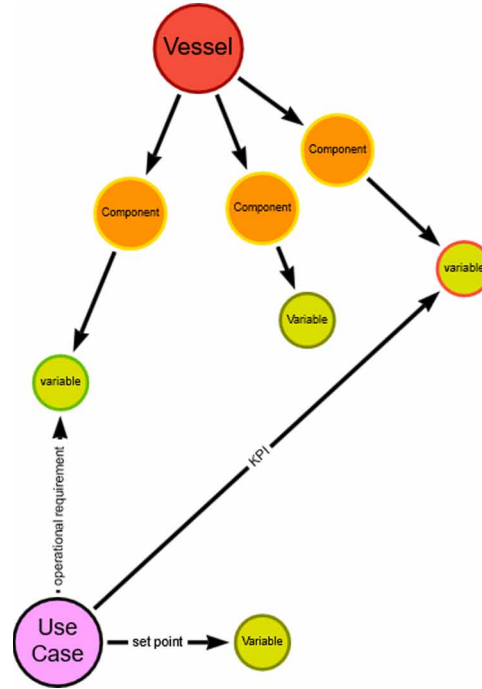 Vessel
Component
Component
Component
variable
Variable
variable
KPI
operational requirement
Use
Case
set point
Variable